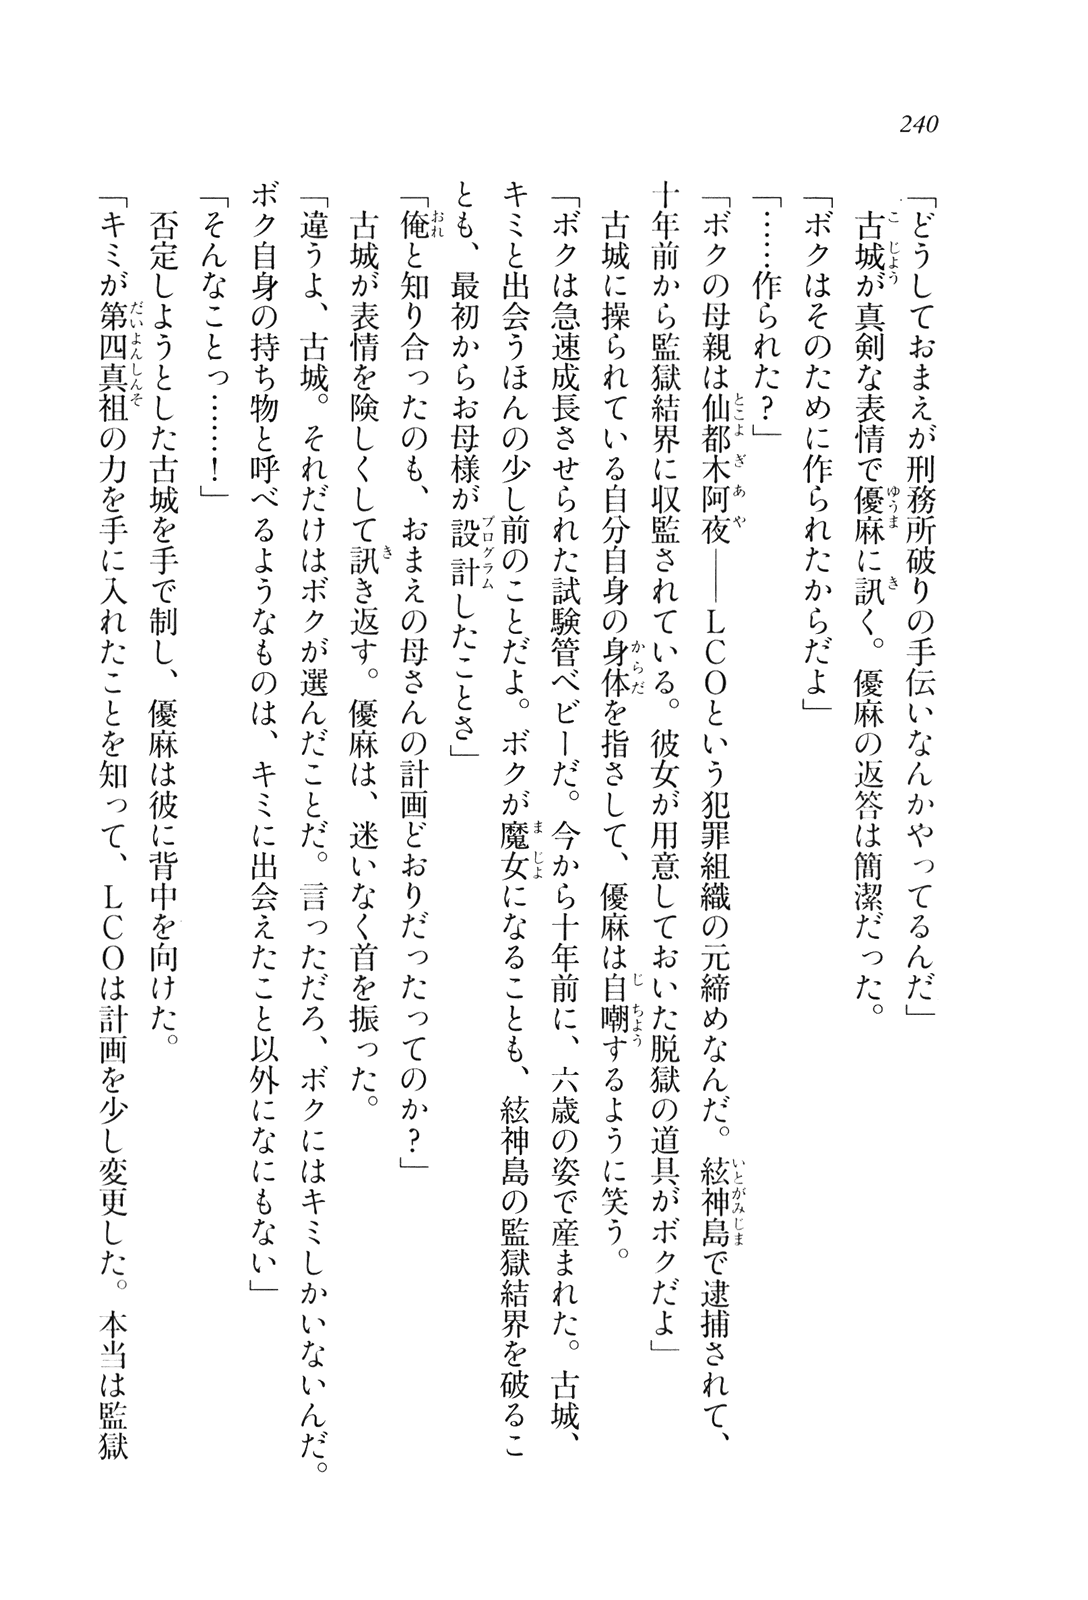 240
「どうしておまえが刑務所破りの手伝いなんかやってるんだ」
古城が真剣な表情で優麻に訊く。優麻の返答は簡潔だった。
「ボクはそのために作られたからだよ」
「……作られた?」
「ボクの母親は仙都木阿夜――LCOという犯罪組織の元締めなんだ。絃神島で逮捕されて、
十年前から監獄結界に収監されている。彼女が用意しておいた脱獄の道具がボクだよ」
古城に操られている自分自身の身体を指さして、優麻は自嘲するように笑う。
「ボクは急速成長させられた試験管ベビーだ。今から十年前に、六歳の姿で産まれた。古城、
キミと出会うほんの少し前のことだよ。ボクが魔女になることも、絃神島の監獄結界を破るこ
とも、最初からお母様が設計したことさ」
「俺と知り合ったのも、おまえの母さんの計画どおりだったってのか?」
古城が表情を険しくして訊き返す。優麻は、迷いなく首を振った。
「違うよ、古城。それだけはボクが選んだことだ。言っただろ、ボクにはキミしかいないんだ。
ボク自身の持ち物と呼べるようなものは、キミに出会えたこと以外になにもない」
「そんなことっ……!」
否定しようとした古城を手で制し、優麻は彼に背中を向けた。
「キミが第四真祖の力を手に入れたことを知って、LCOは計画を少し変更した。本当は監獄